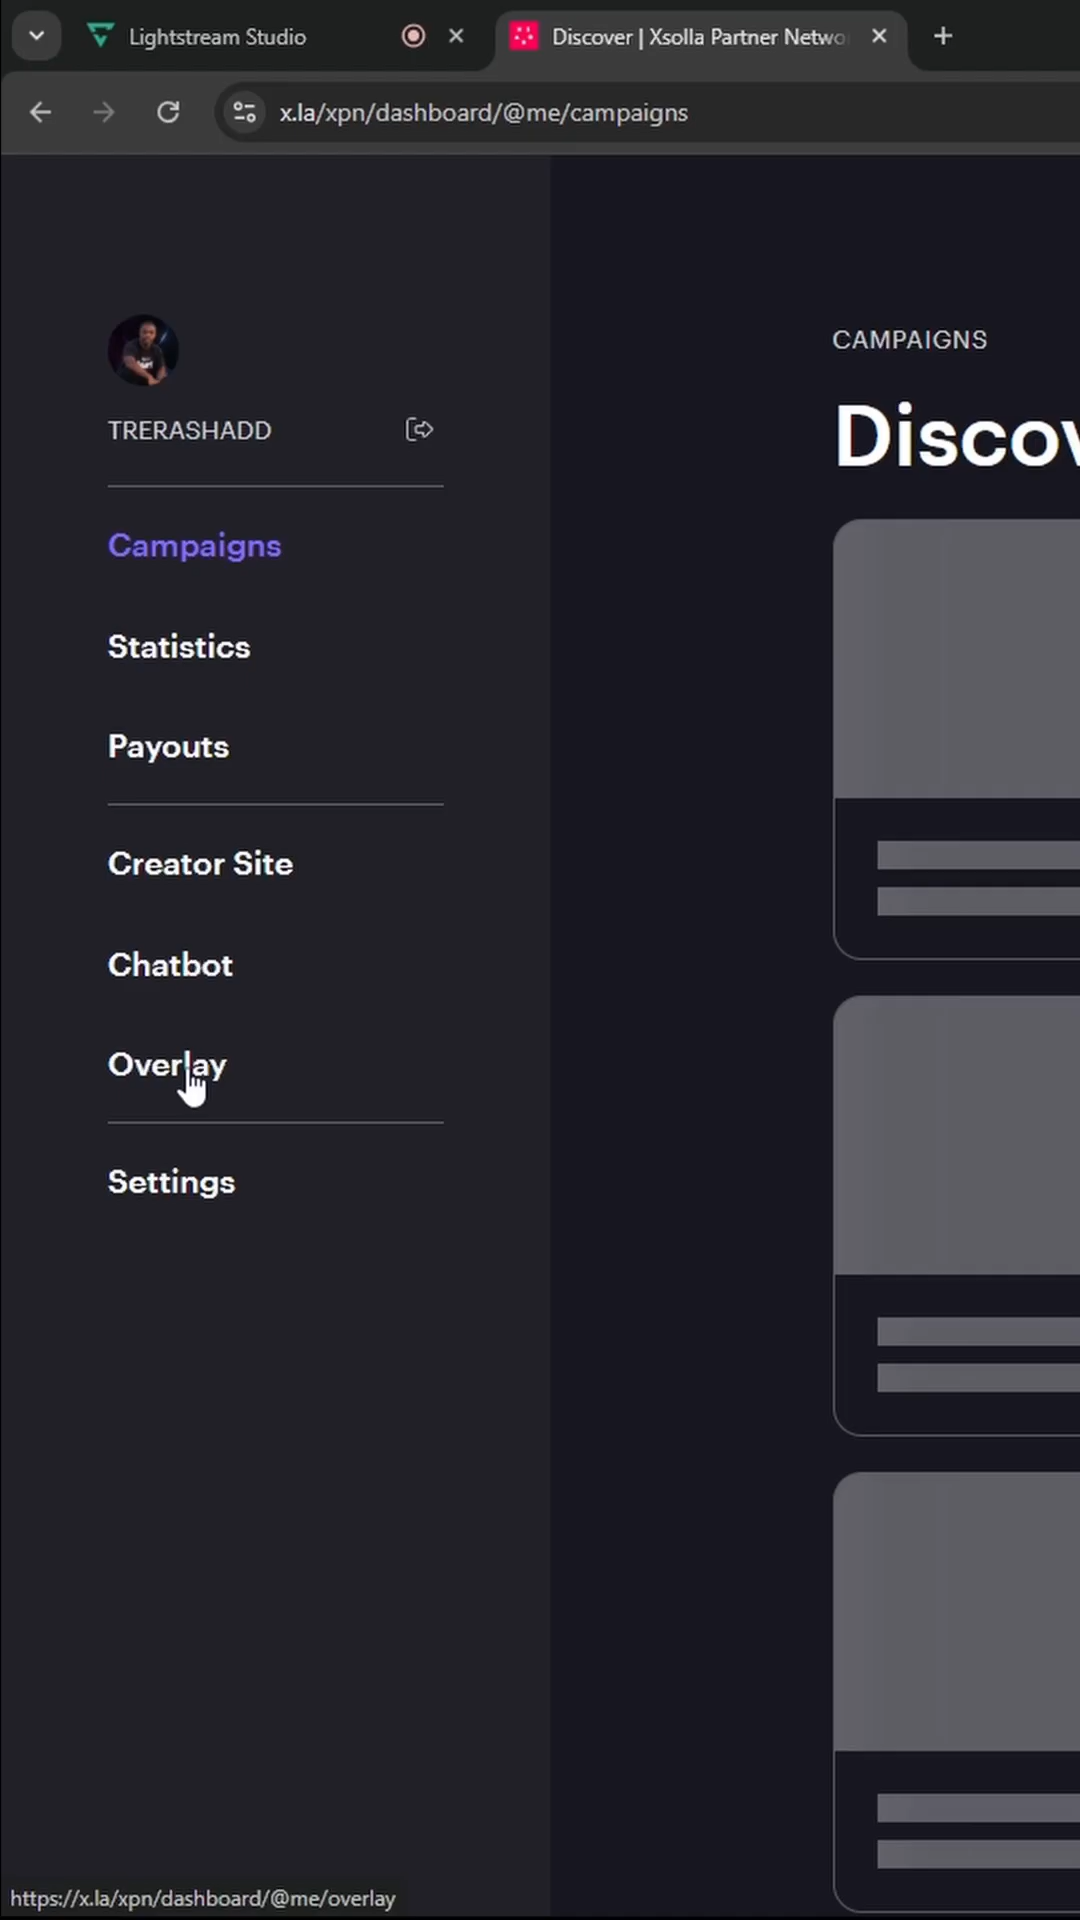 Lightstream Studio
Discover | Xsolla Partner Netwo
x.la/xpn/dashboard/@me/campaigns
TRERASHADD
Campaigns
Statistics
Payouts
Creator Site
Chatbot
Overlay
Settings
CAMPAIGNS
Discov
https://x.la/xpn/dashboard/@me/overlay